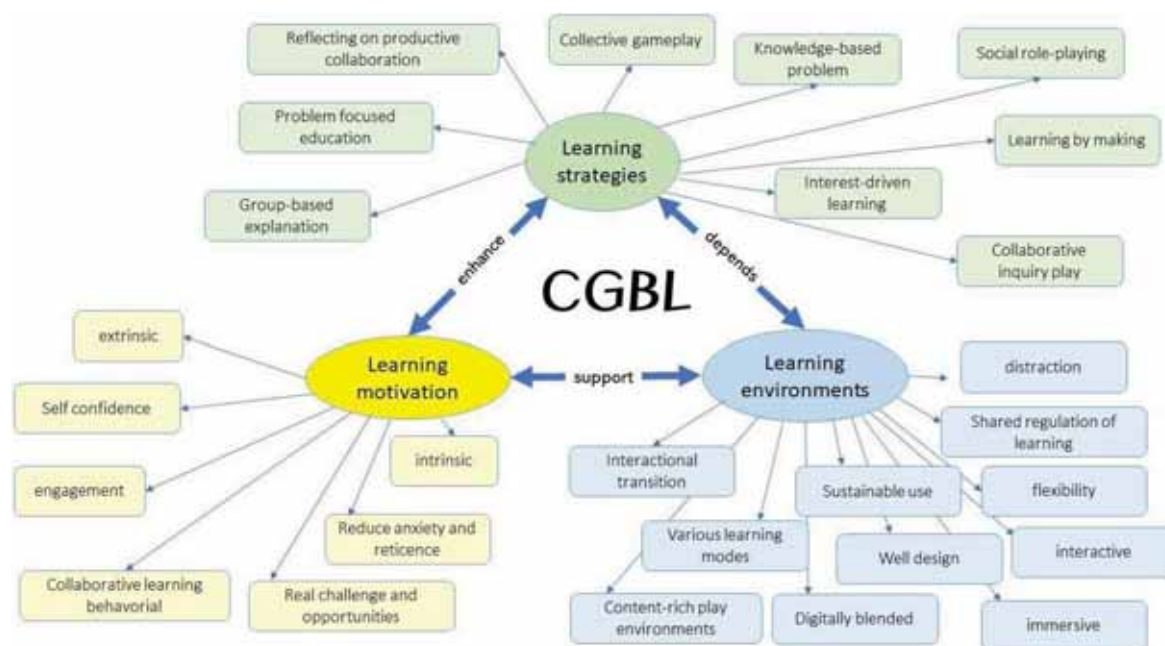 Reflecting on productive
collaboration
Collective gameplay
Knowledge-based
problem
Social role-playing
Problem focused
education
Learning
strategies
Learning by making
Group-based
explanation
Interest-driven
learning
Collaborative
inquiry play
enhance
depends
CGBL
extrinsic
Learning
motivation
support
Learning
environments
distraction
Self confidence
Shared regulation of
learning
intrinsic
Interactional
transition
engagement
Sustainable use
flexibility
Reduce anxiety and
reticence
Various learning
modes
Well design
interactive
Collaborative learning
behavorial
Real challenge and
opportunities
Content-rich play
environments
Digitally blended
immersive